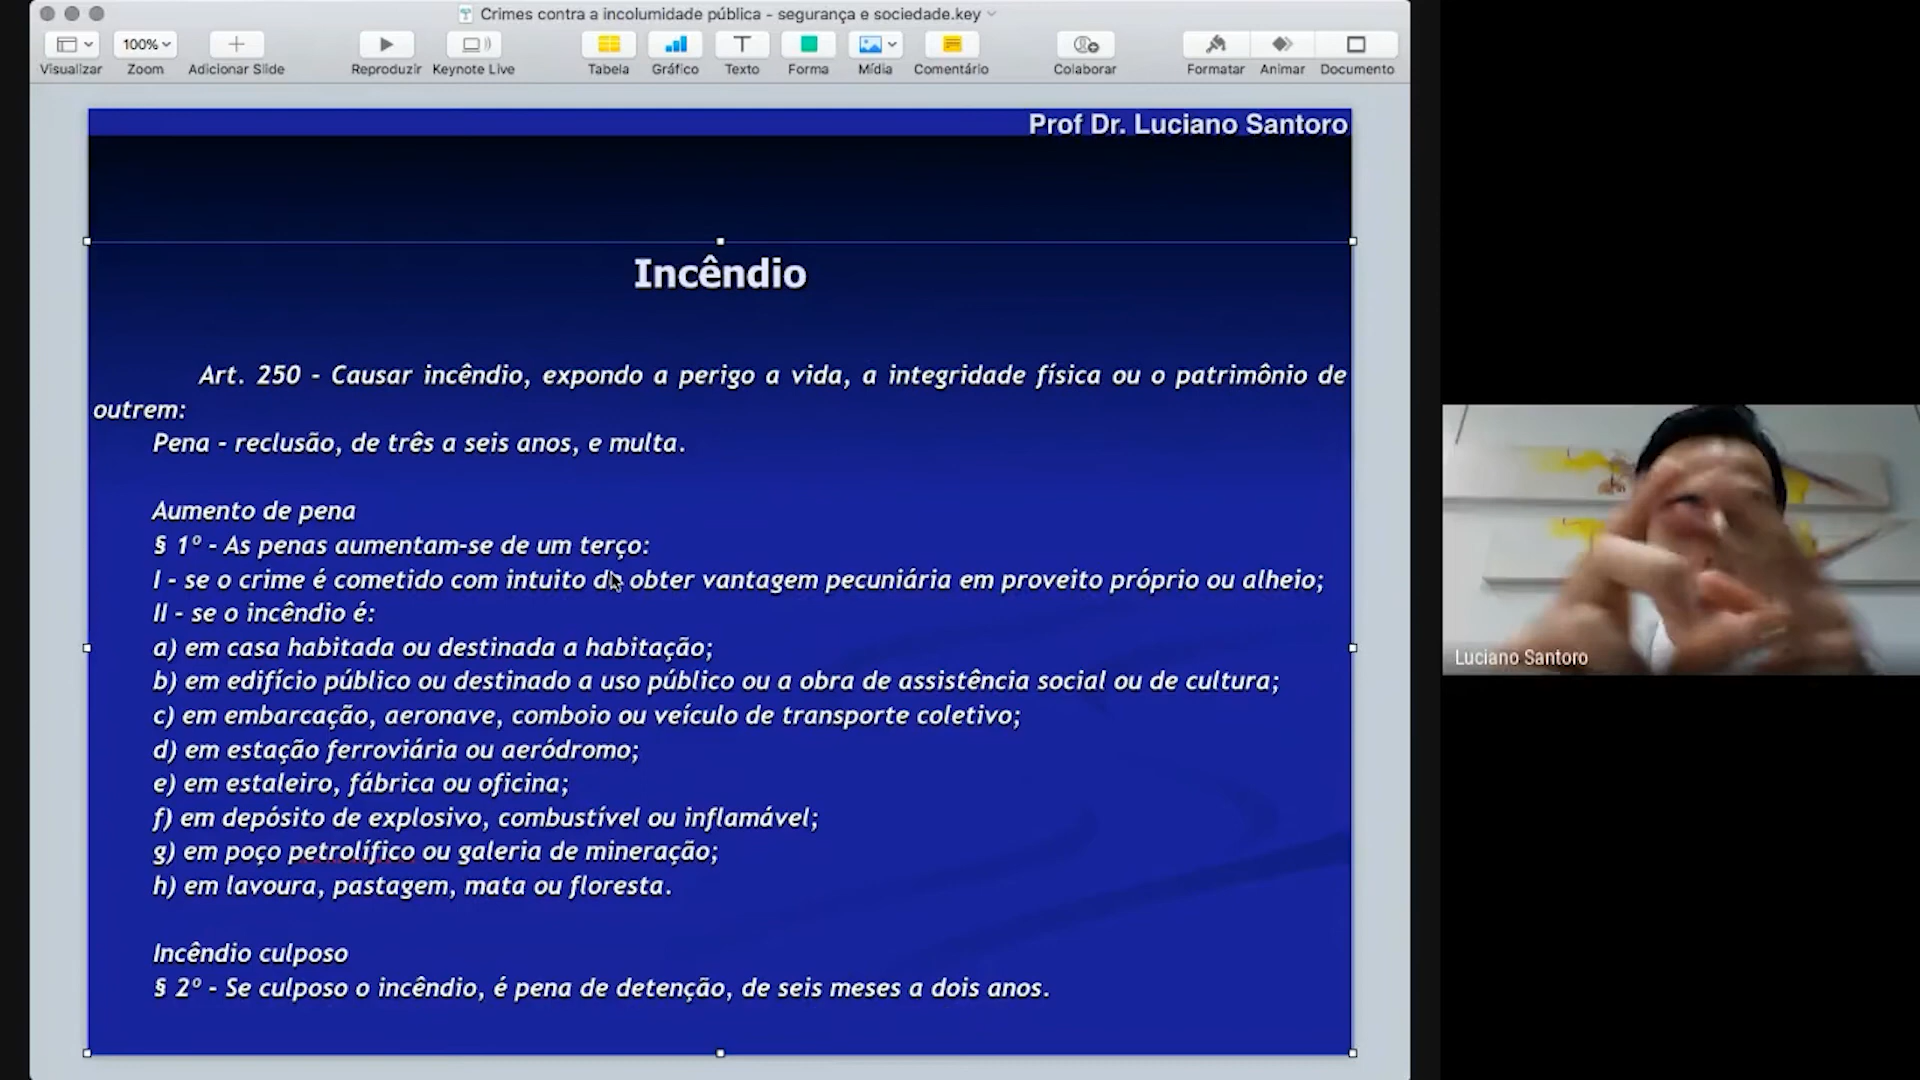 Crimes contra a incolumidade pública - segurança e sociedade.key
100%
Visualizar Zoom Adicionar Slide Reproduzir Keynote Live Tabela Gráfico Texto Forma Mídia Comentário Colaborar Formatar Animar Documento
Prof Dr. Luciano Santoro
Incêndio
Art. 250 - Causar incêndio, expondo a perigo a vida, a integridade física ou o patrimônio de
outrem:
Pena - reclusão, de três a seis anos, e multa.
Aumento de pena
§ 1º - As penas aumentam-se de um terço:
I - se o crime é cometido com intuito de obter vantagem pecuniária em proveito próprio ou alheio;
II - se o incêndio é:
a) em casa habitada ou destinada a habitação;
b) em edifício público ou destinado a uso público ou a obra de assistência social ou de cultura;
c) em embarcação, aeronave, comboio ou veículo de transporte coletivo;
d) em estação ferroviária ou aeródromo;
e) em estaleiro, fábrica ou oficina;
f) em depósito de explosivo, combustível ou inflamável;
g) em poço petrolífico ou galeria de mineração;
h) em lavoura, pastagem, mata ou floresta.
Incêndio culposo
§ 2º - Se culposo o incêndio, é pena de detenção, de seis meses a dois anos.
Luciano Santoro